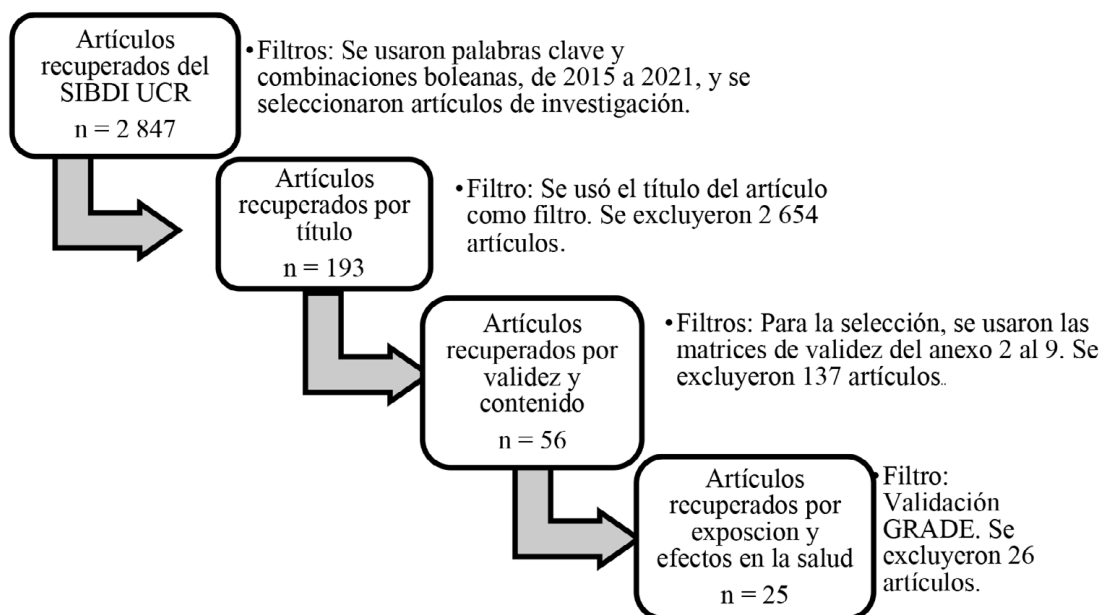 Artículos
recuperados del
SIBDI UCR
n = 2 847
•Filtros: Se usaron palabras clave y
combinaciones boleanas, de 2015 a 2021, y se
seleccionaron artículos de investigación.
Artículos
recuperados por
título
n = 193
•Filtro: Se usó el título del artículo
como filtro. Se excluyeron 2 654
artículos.
Artículos
recuperados por
validez y
contenido
n = 56
•Filtros: Para la selección, se usaron las
matrices de validez del anexo 2 al 9. Se
excluyeron 137 artículos..
Artículos
recuperados por
exposcion y
efectos en la salud
n = 25
•Filtro:
Validación
GRADE. Se
excluyeron 26
artículos.